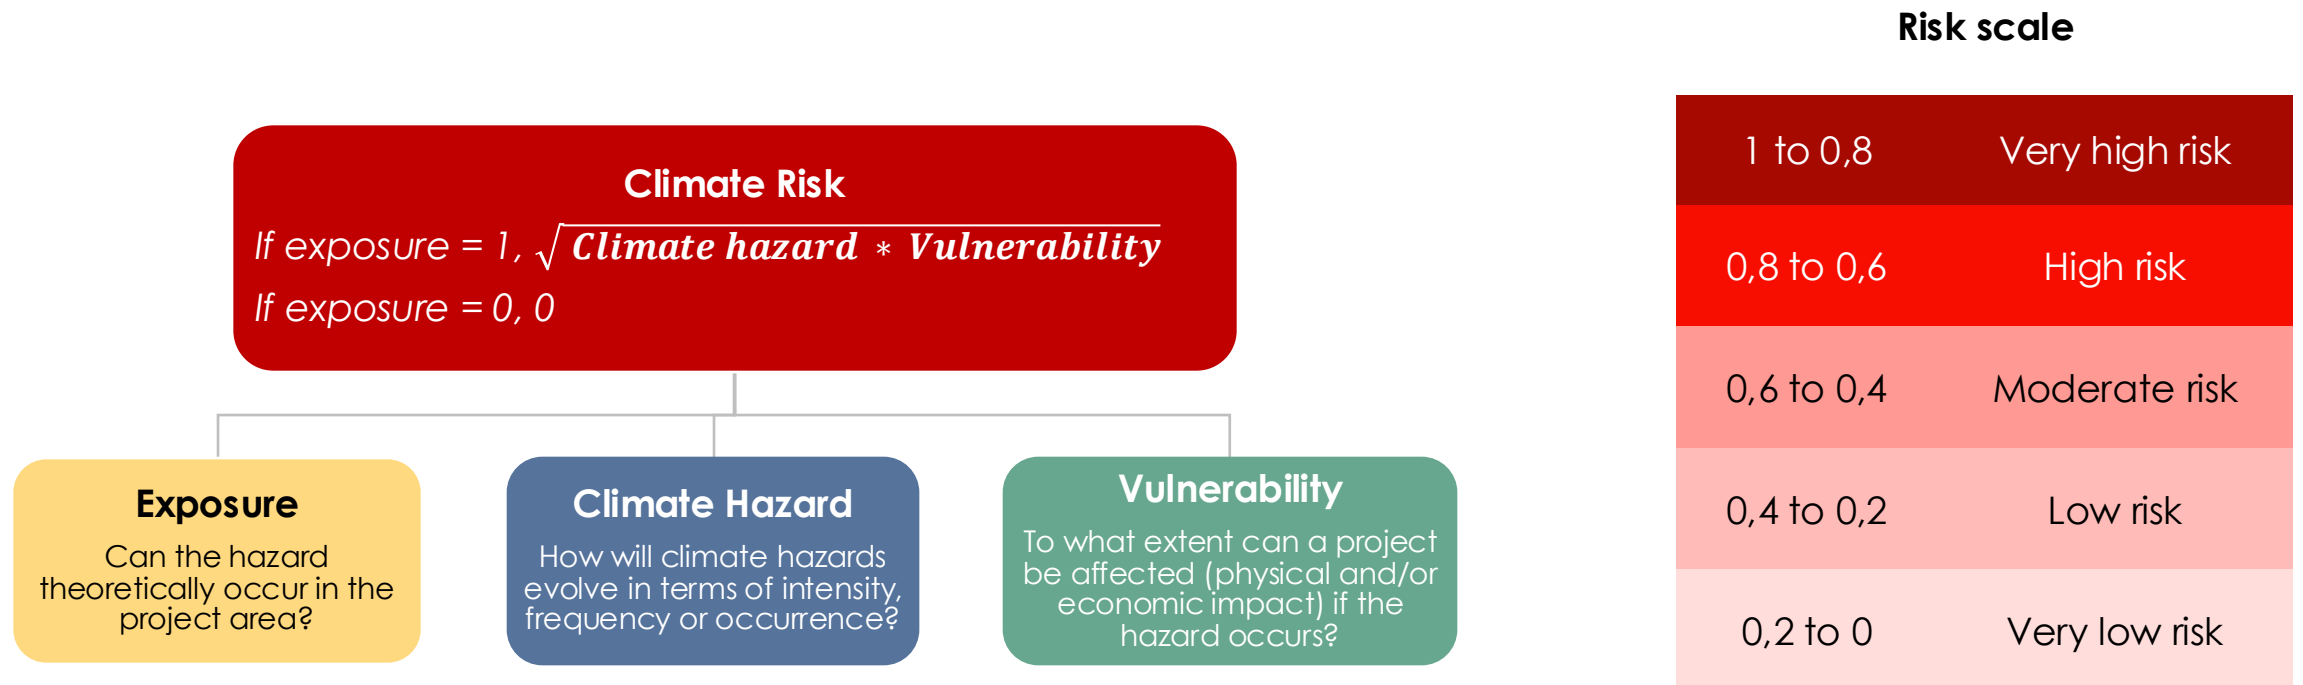 Risk scale
Climate Risk
If exposure = 1, √Climate hazard * Vulnerability
If exposure = 0, 0
Exposure
Can the hazard
theoretically occur in the
project area?
Climate Hazard
How will climate hazards
evolve in terms of intensity,
frequency or occurrence?
Vulnerability
To what extent can a project
be affected (physical and/or
economic impact) if the
hazard occurs?
1 to 0,8 Very high risk
0,8 to 0,6 High risk
0,6 to 0,4 Moderate risk
0,4 to 0,2 Low risk
0,2 to 0 Very low risk